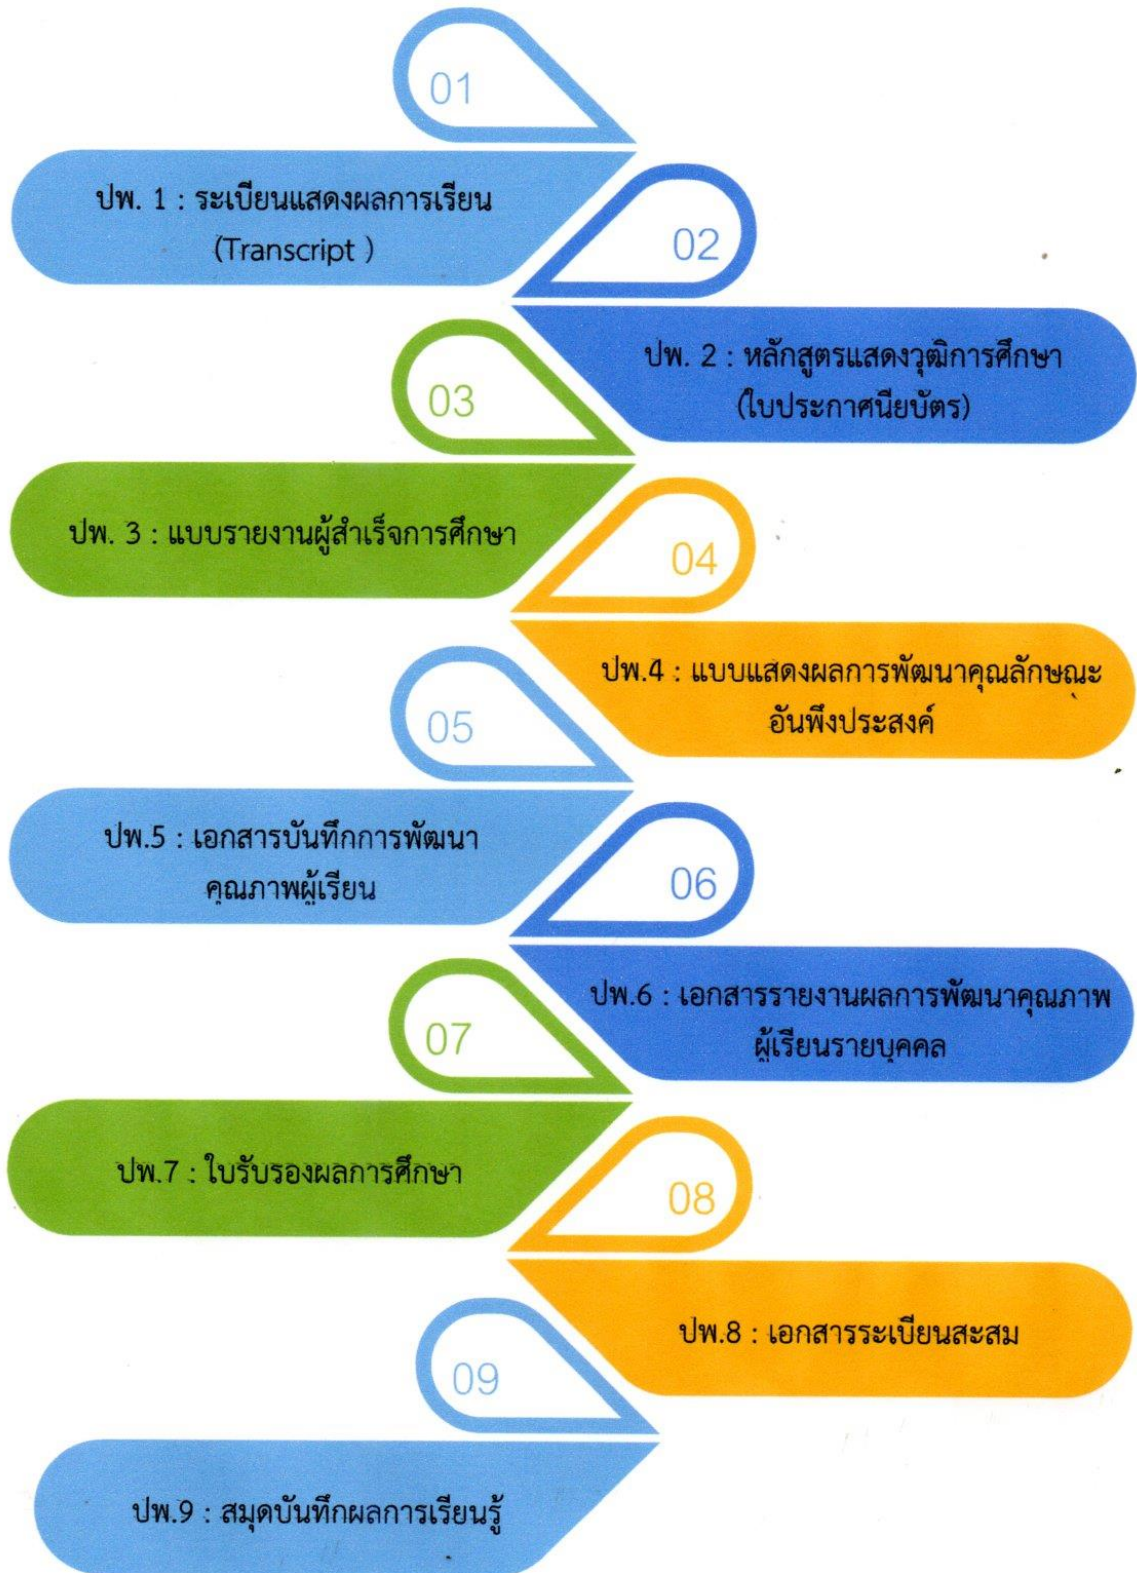 01
ปพ. 1 : ระเบียนแสดงผลการเรียน
(Transcript )
02
ปพ. 2 : หลักสูตรแสดงวุฒิการศึกษา
(ใบประกาศนียบัตร)
03
ปพ. 3 : แบบรายงานผู้สำเร็จการศึกษา
04
ปพ.4 : แบบแสดงผลการพัฒนาคุณลักษณะ
อันพึงประสงค์
05
ปพ.5 : เอกสารบันทึกการพัฒนา
คุณภาพผู้เรียน
06
ปพ.6 : เอกสารรายงานผลการพัฒนาคุณภาพ
ผู้เรียนรายบุคคล
07
ปพ.7 : ใบรับรองผลการศึกษา
08
ปพ.8 : เอกสารระเบียนสะสม
09
ปพ.9 : สมุดบันทึกผลการเรียนรู้